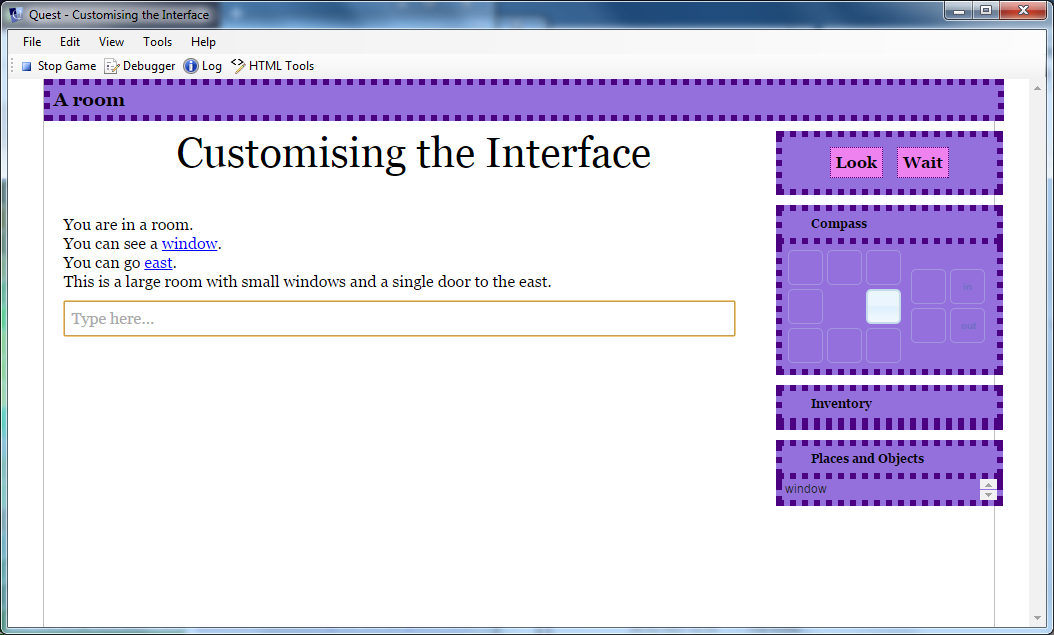 Quest - Customising the Interface
File Edit View Tools Help
Stop Game Debugger Log HTML Tools
A room
Customising the Interface
Look Wait
You are in a room.
You can see a window.
You can go east.
This is a large room with small windows and a single door to the east.
Type here...
Compass
in
out
Inventory
Places and Objects
window